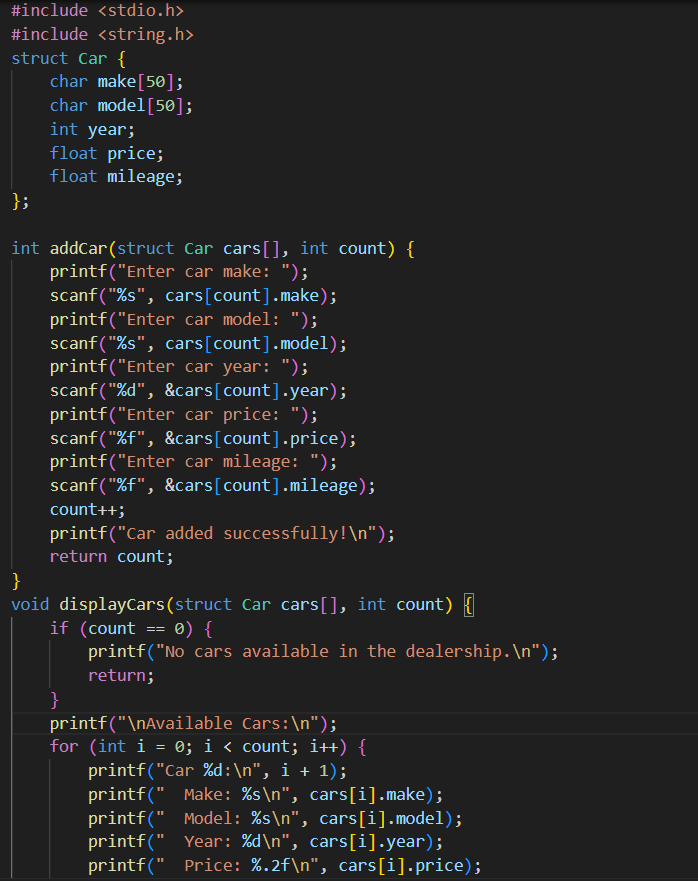 #include <stdio.h>
#include <string.h>
struct Car {
    char make[50];
    char model[50];
    int year;
    float price;
    float mileage;
};

int addCar(struct Car cars[], int count) {
    printf("Enter car make: ");
    scanf("%s", cars[count].make);
    printf("Enter car model: ");
    scanf("%s", cars[count].model);
    printf("Enter car year: ");
    scanf("%d", &cars[count].year);
    printf("Enter car price: ");
    scanf("%f", &cars[count].price);
    printf("Enter car mileage: ");
    scanf("%f", &cars[count].mileage);
    count++;
    printf("Car added successfully!\n");
    return count;
}
void displayCars(struct Car cars[], int count) {
    if (count == 0) {
        printf("No cars available in the dealership.\n");
        return;
    }
    printf("\nAvailable Cars:\n");
    for (int i = 0; i < count; i++) {
        printf("Car %d:\n", i + 1);
        printf("  Make: %s\n", cars[i].make);
        printf("  Model: %s\n", cars[i].model);
        printf("  Year: %d\n", cars[i].year);
        printf("  Price: %.2f\n", cars[i].price);